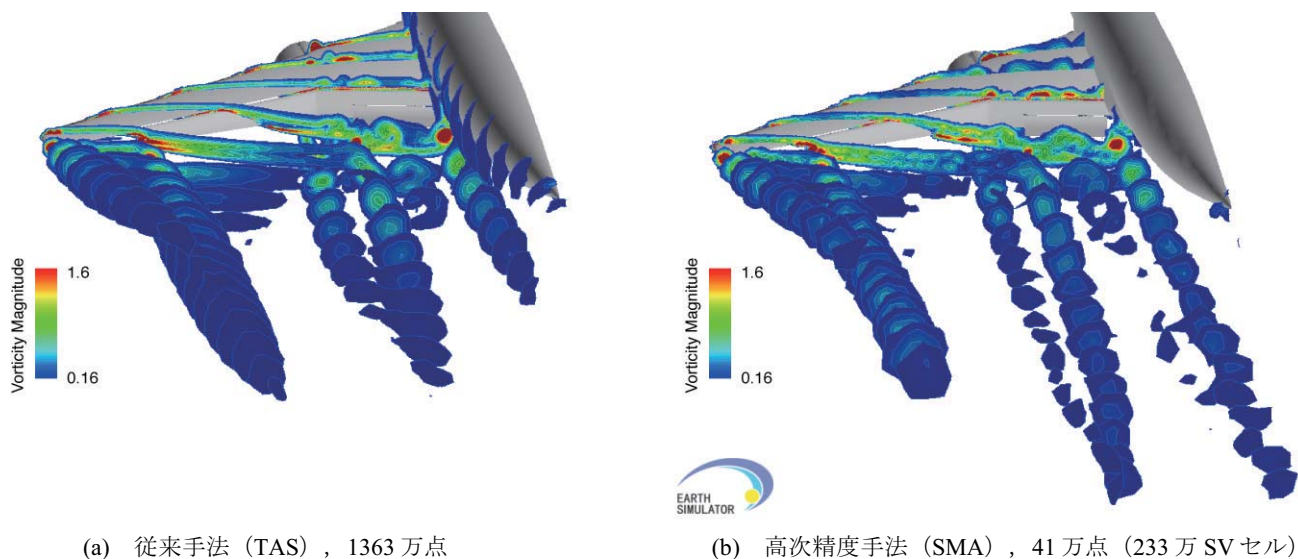 1.6
Vorticity Magnitude
0.16
1.6
Vorticity Magnitude
0.16
EARTH
SIMULATOR
(a) 従来手法（TAS）, 1363 万点
(b) 高次精度手法（SMA）, 41 万点（233 万 SV セル）